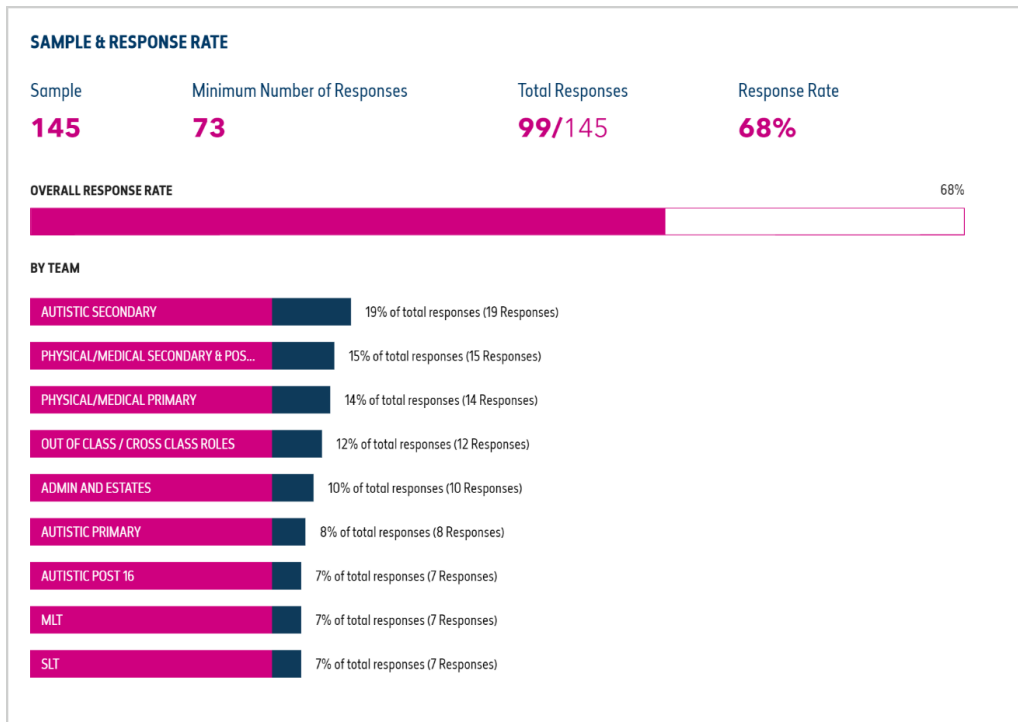 SAMPLE & RESPONSE RATE
Sample Minimum Number of Responses Total Responses Response Rate
145 73 99/145 68%
OVERALL RESPONSE RATE 68%
BY TEAM
AUTISTIC SECONDARY 19% of total responses (19 Responses)
PHYSICAL/MEDICAL SECONDARY & POS... 15% of total responses (15 Responses)
PHYSICAL/MEDICAL PRIMARY 14% of total responses (14 Responses)
OUT OF CLASS / CROSS CLASS ROLES 12% of total responses (12 Responses)
ADMIN AND ESTATES 10% of total responses (10 Responses)
AUTISTIC PRIMARY 8% of total responses (8 Responses)
AUTISTIC POST 16 7% of total responses (7 Responses)
MLT 7% of total responses (7 Responses)
SLT 7% of total responses (7 Responses)